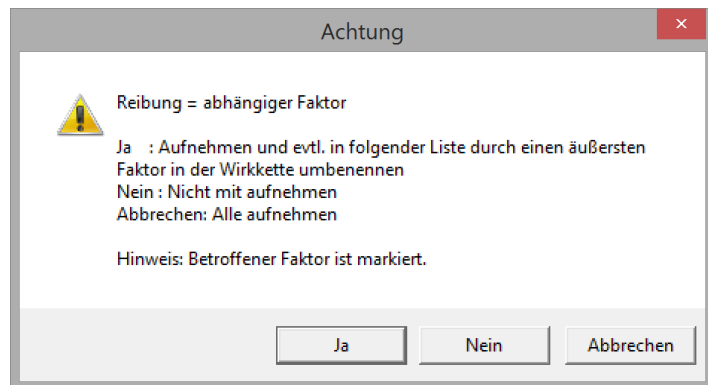 Achtung
Reibung = abhängiger Faktor
Ja : Aufnehmen und evtl. in folgender Liste durch einen äußersten
Faktor in der Wirkkette umbenennen
Nein : Nicht mit aufnehmen
Abbrechen: Alle aufnehmen
Hinweis: Betroffener Faktor ist markiert.
Ja Nein Abbrechen